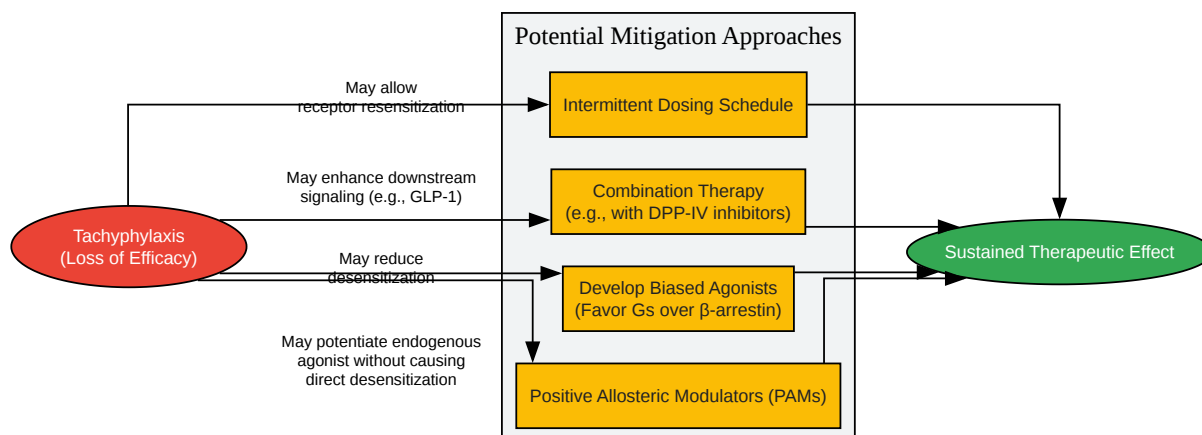 Potential Mitigation Approaches
May allow
receptor resensitization
Intermittent Dosing Schedule
May enhance downstream
signaling (e.g., GLP-1)
Combination Therapy
(e.g., with DPP-IV inhibitors)
Tachyphylaxis
(Loss of Efficacy)
Sustained Therapeutic Effect
May reduce
desensitization
Develop Biased Agonists
(Favor Gs over β-arrestin)
May potentiate endogenous
agonist without causing
direct desensitization
Positive Allosteric Modulators (PAMs)